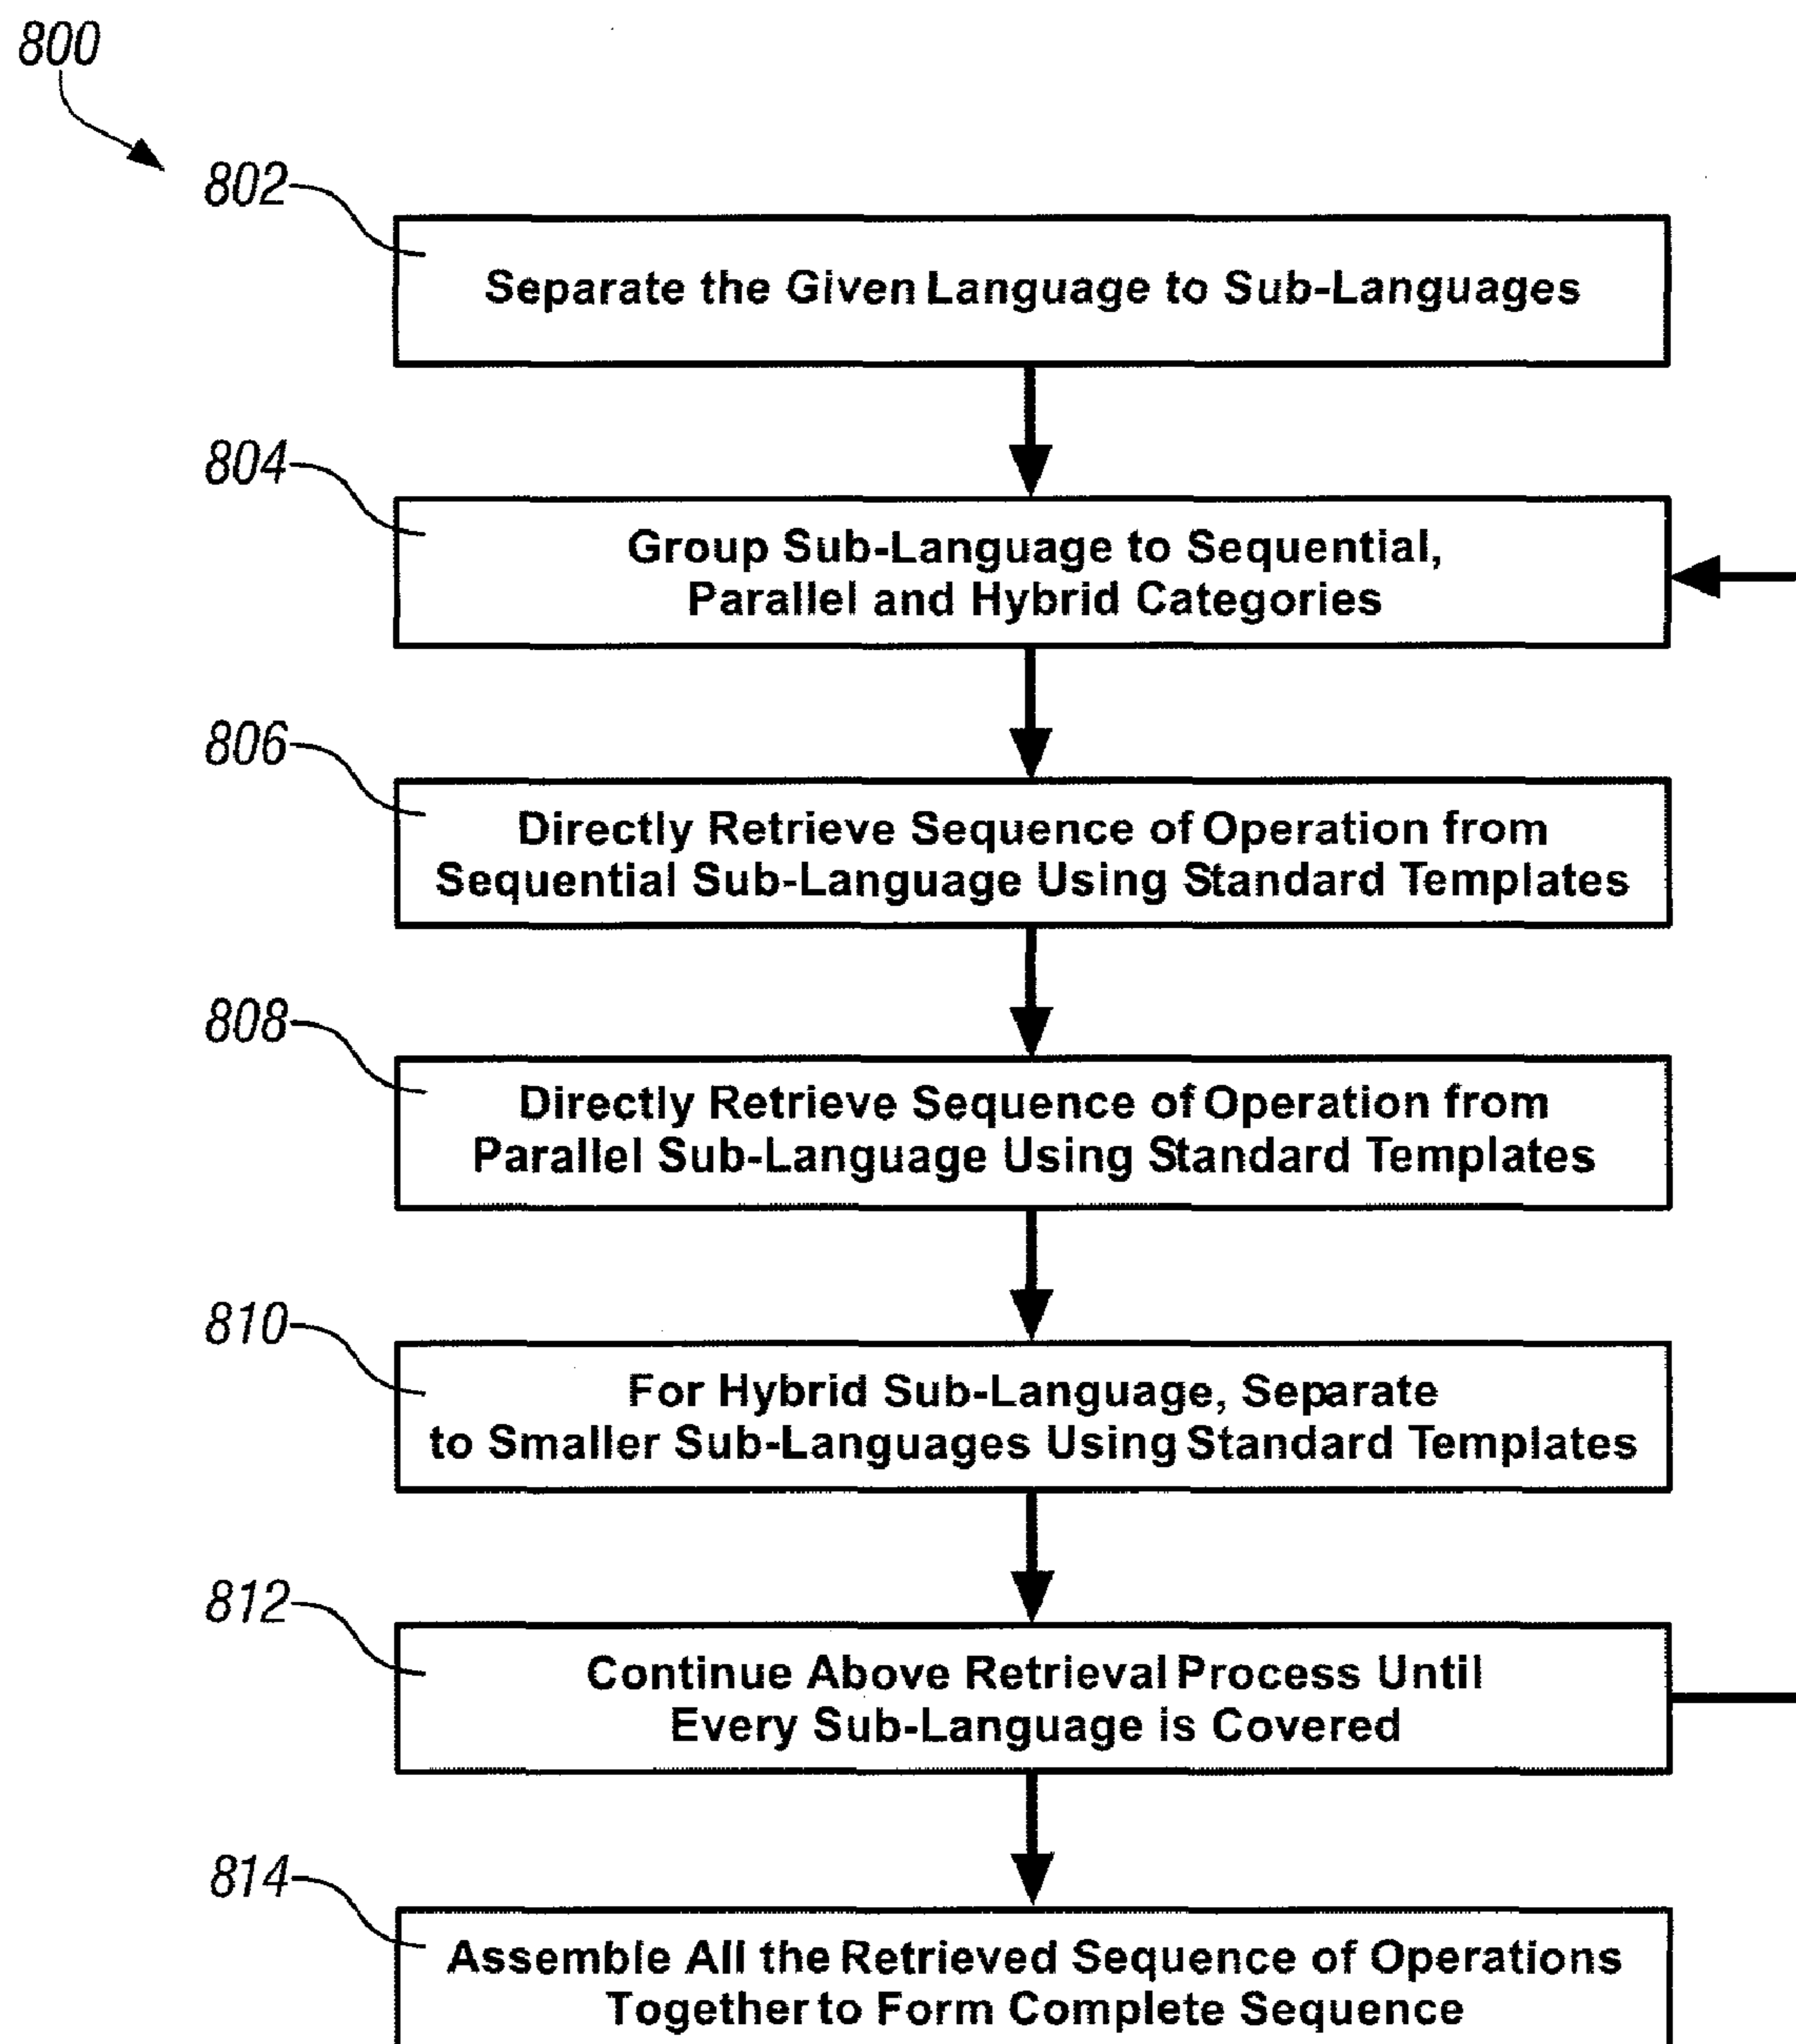 800
802
Separate the Given Language to Sub-Languages
804
Group Sub-Language to Sequential,
Parallel and Hybrid Categories
806
Directly Retrieve Sequence of Operation from
Sequential Sub-Language Using Standard Templates
808
Directly Retrieve Sequence of Operation from
Parallel Sub-Language Using Standard Templates
810
For Hybrid Sub-Language, Separate
to Smaller Sub-Languages Using Standard Templates
812
Continue Above Retrieval Process Until
Every Sub-Language is Covered
814
Assemble All the Retrieved Sequence of Operations
Together to Form Complete Sequence